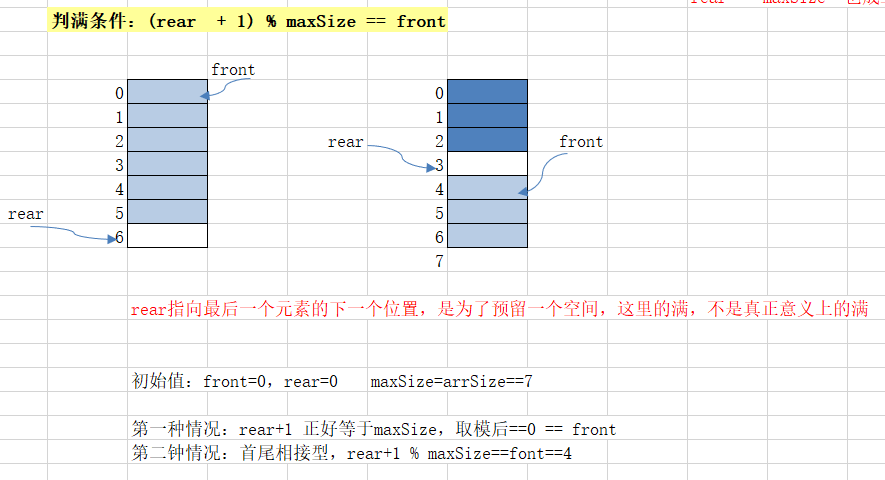 rear maxSize
判满条件：(rear + 1) % maxSize == front
front
0
1
2
3
4
5
6
rear
0
1
2
3
4
5
6
7
rear
front
rear指向最后一个元素的下一个位置，是为了预留一个空间，这里的满，不是真正意义上的满
初始值：front=0，rear=0 maxSize=arrSize==7
第一种情况：rear+1 正好等于maxSize，取模后==0 == front
第二钟情况：首尾相接型，rear+1 % maxSize==font==4